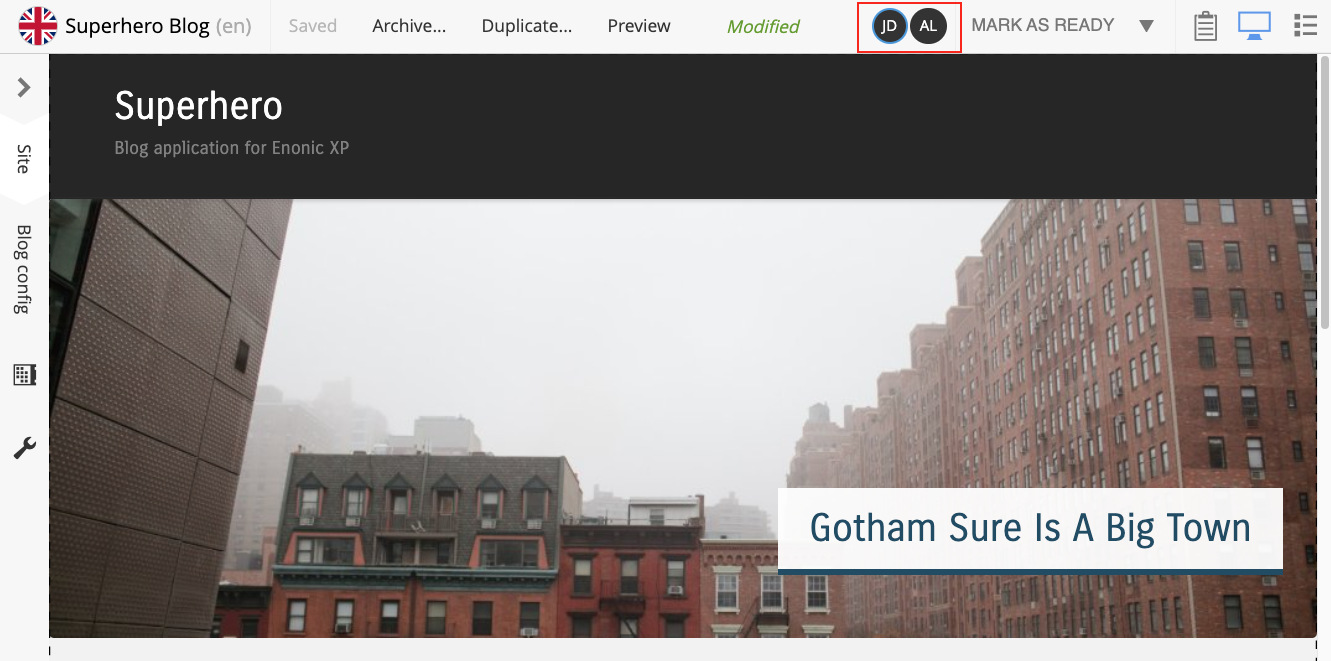 Superhero Blog (en) Saved Archive... Duplicate... Preview Modified JD AL MARK AS READY
Site
Blog config
Superhero
Blog application for Enonic XP
Gotham Sure Is A Big Town